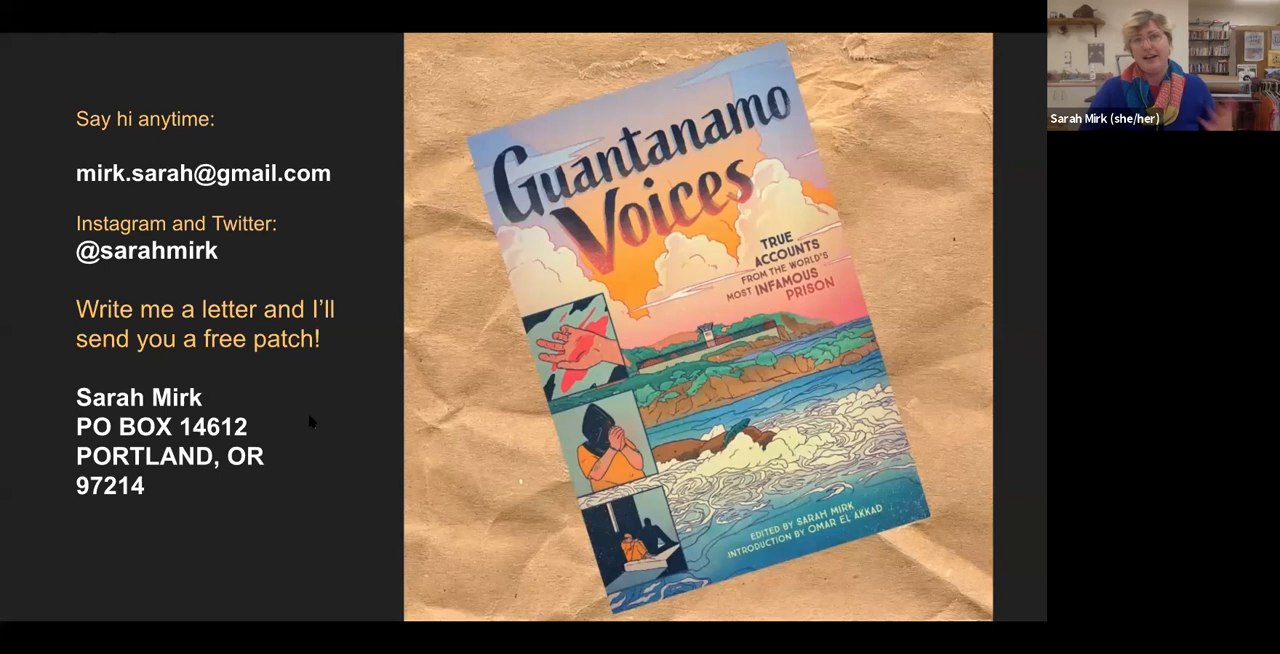 Say hi anytime:
mirk.sarah@gmail.com
Instagram and Twitter:
@sarahmirk
Write me a letter and I’ll
send you a free patch!
Sarah Mirk
PO BOX 14612
PORTLAND, OR
97214
Guantanamo
Voices
TRUE
ACCOUNTS
FROM THE WORLD'S
MOST INFAMOUS
PRISON
EDITED BY SARAH MIRK
INTRODUCTION BY OMAR EL AKKAD
Sarah Mirk (she/her)